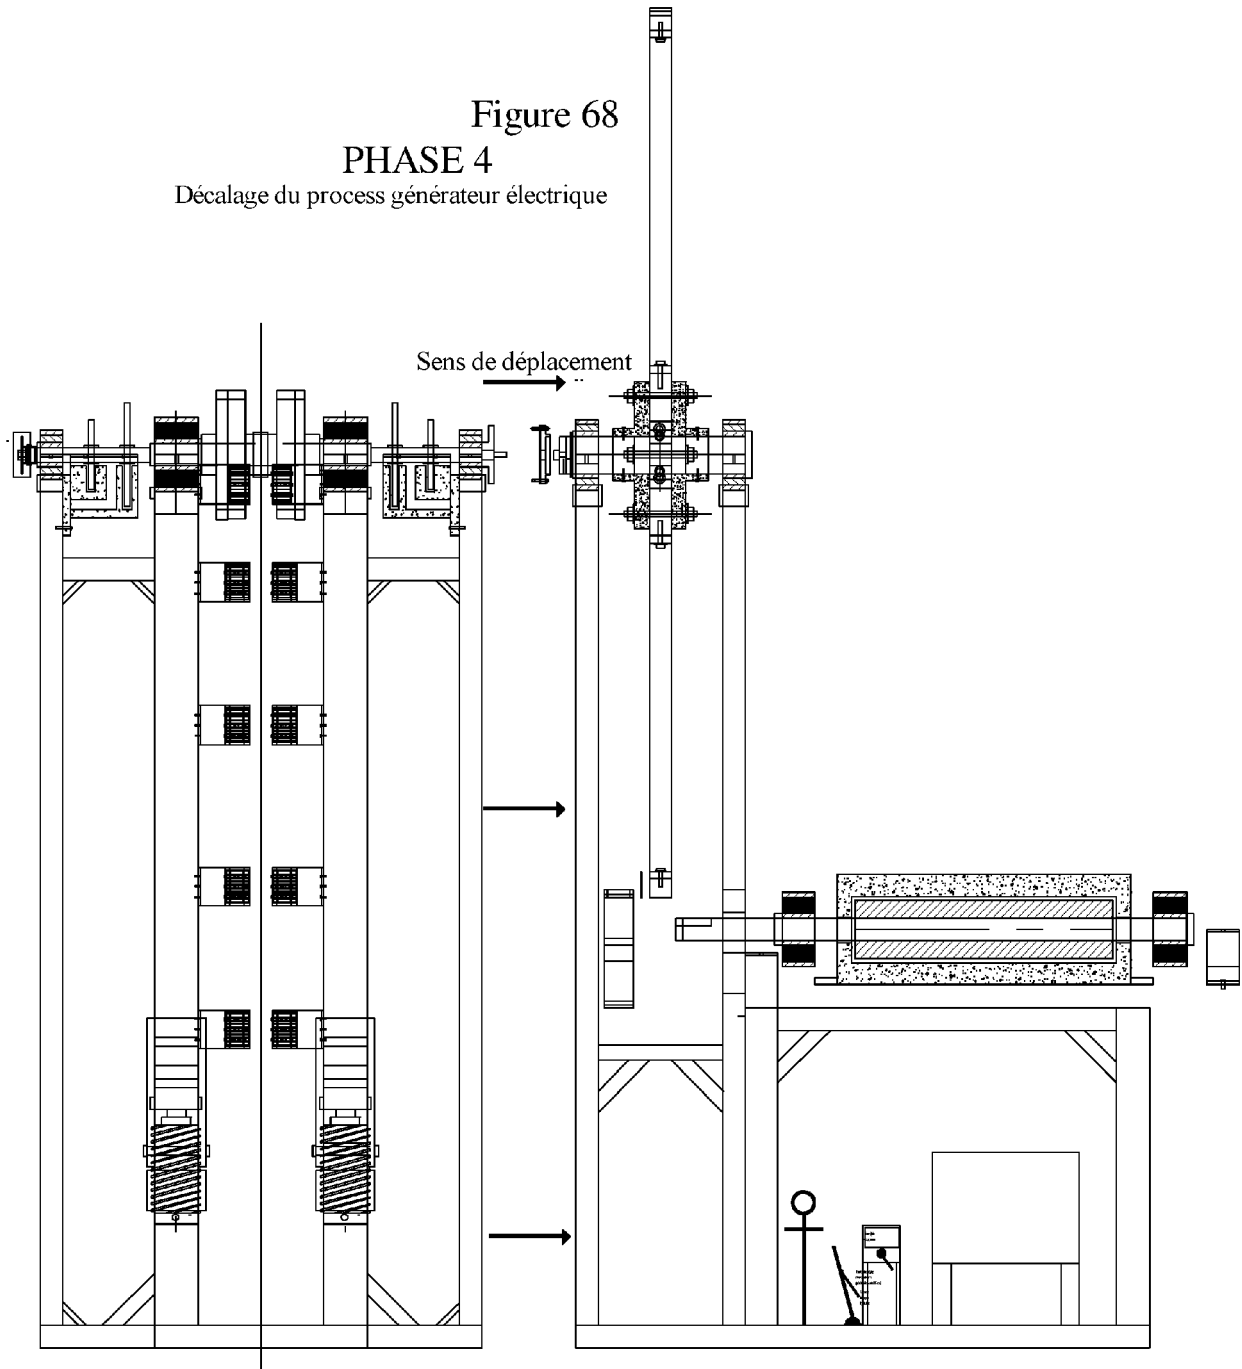 Figure 68
PHASE 4
Décalage du process générateur électrique
Sens de déplacement